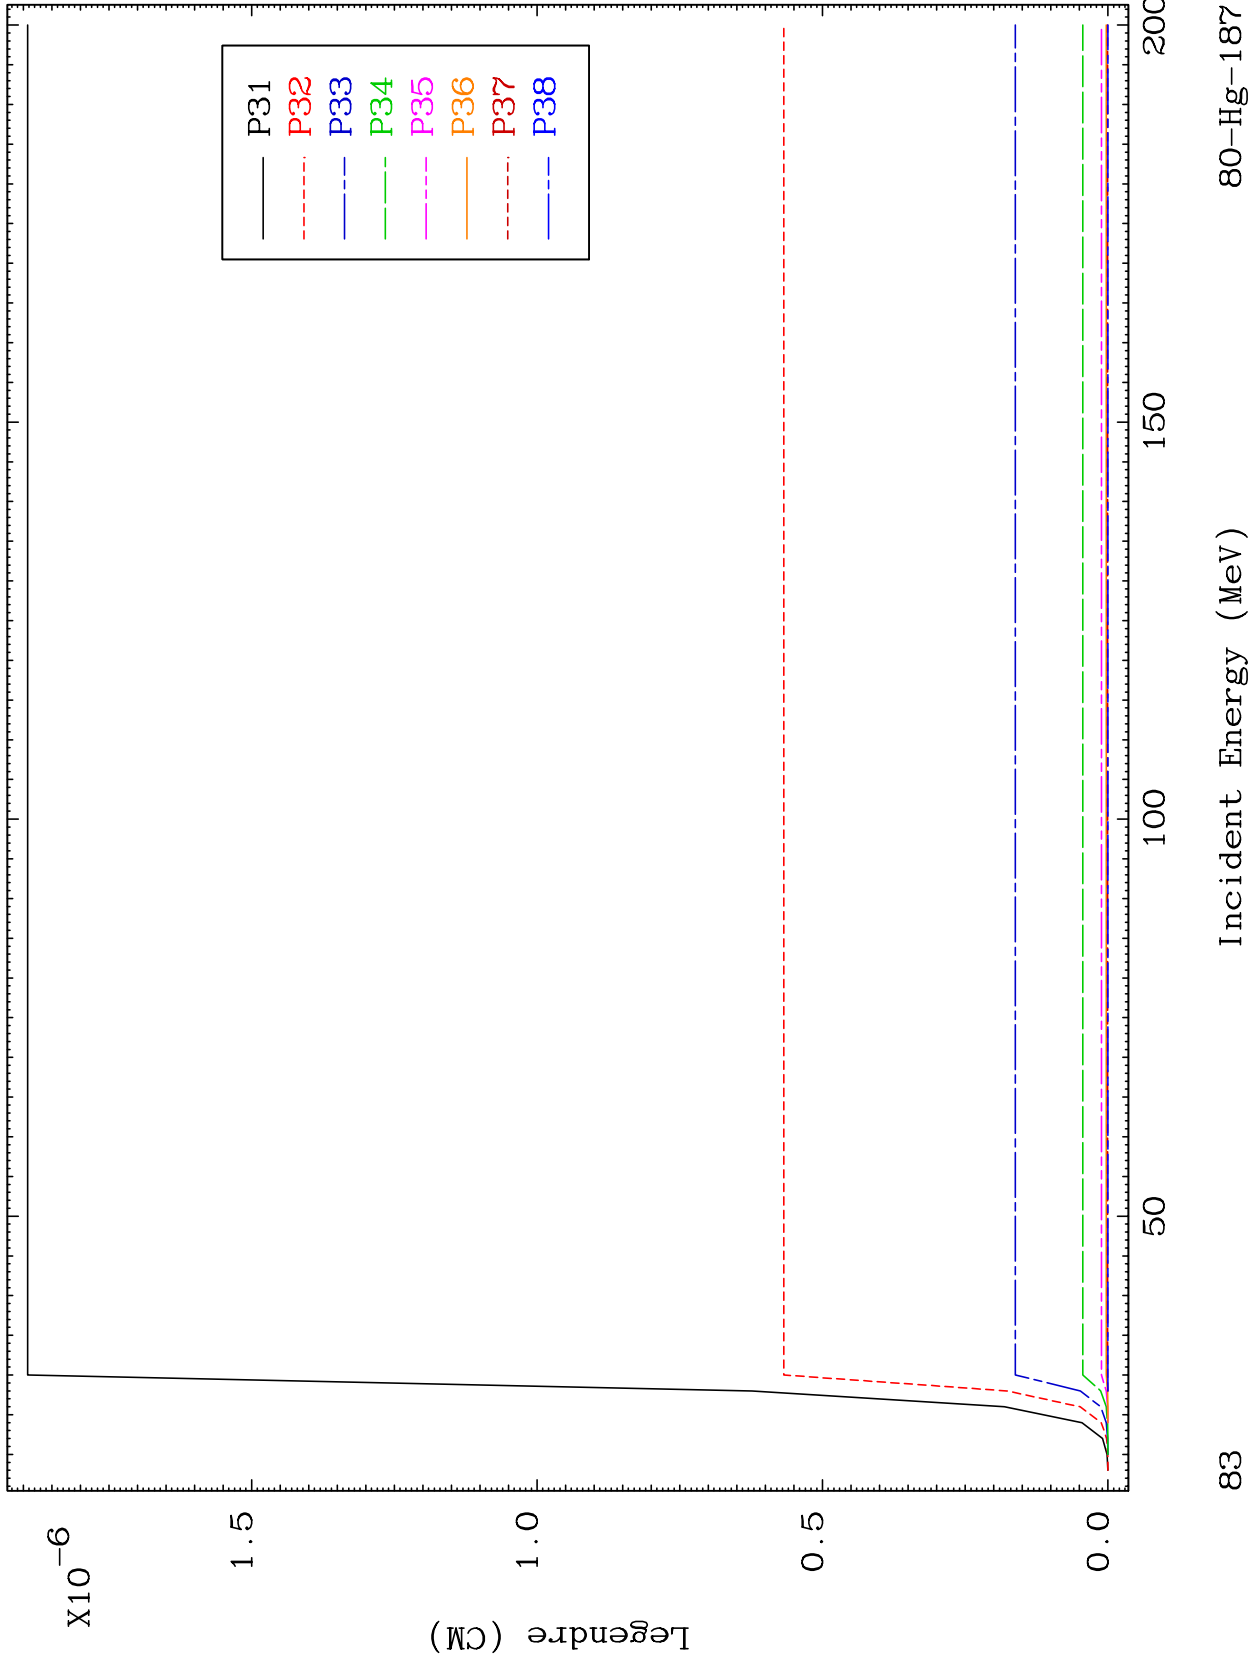 X10-6
1.5
1.0
0.5
0.0
Legendre (CM)
P31
P32
P33
P34
P35
P36
P37
P38
50
100
150
200
Incident Energy (MeV)
83
80-Hg-187